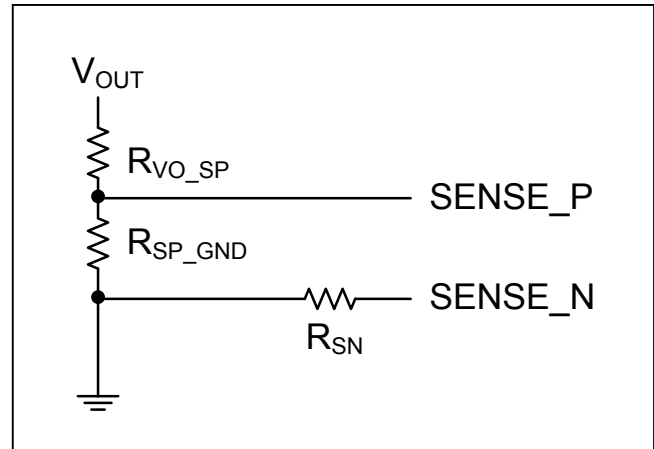 VOUT
RVO_SP
SENSE_P
RSP_GND
SENSE_N
RSN